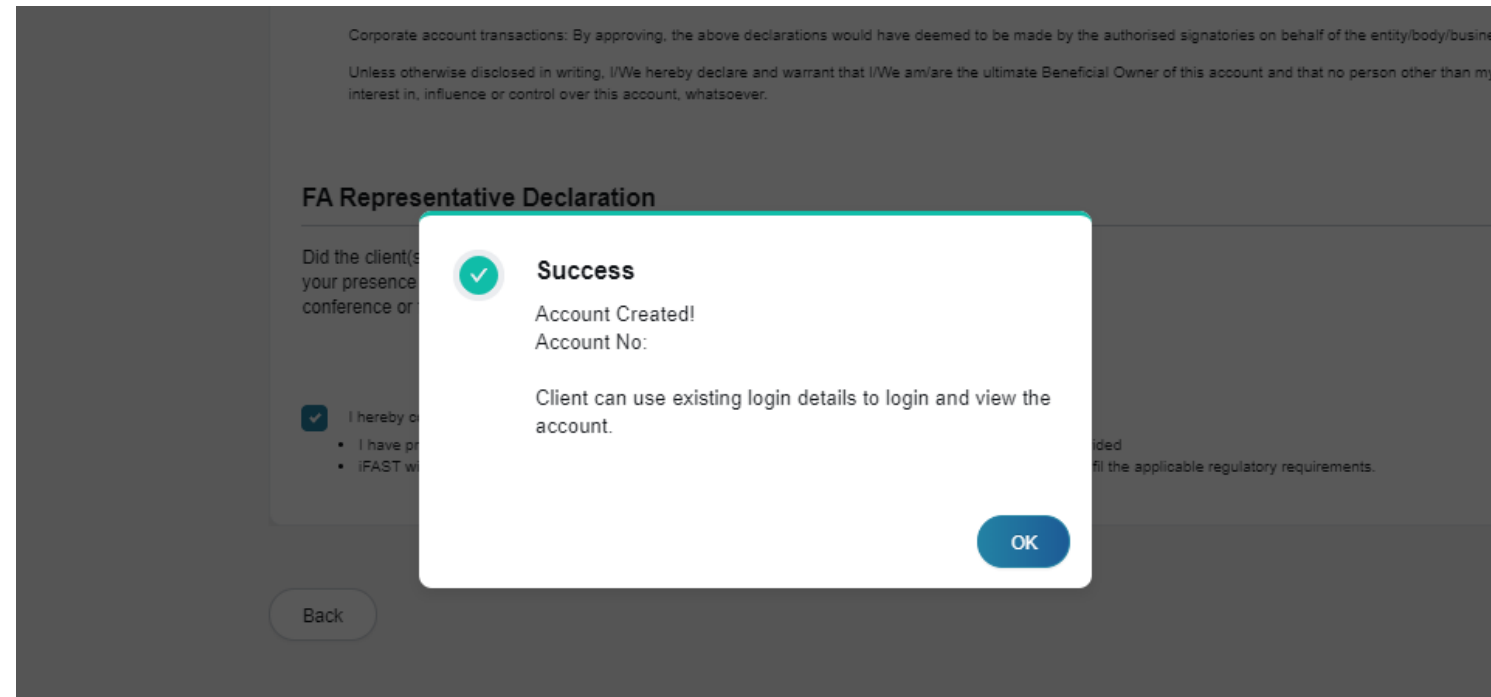 Corporate account transactions: By approving, the above declarations would have deemed to be made by the authorised signatories on behalf of the entity/body/busine
Unless otherwise disclosed in writing, I/We hereby declare and warrant that I/We am/are the ultimate Beneficial Owner of this account and that no person other than my
interest in, influence or control over this account, whatsoever.
FA Representative Declaration
Did the client(s
your presence
conference or
Success
Account Created!
Account No:
Client can use existing login details to login and view the
account.
OK
I hereby
• I have pr
ided
• iFAST wi
fil the applicable regulatory requirements.
Back